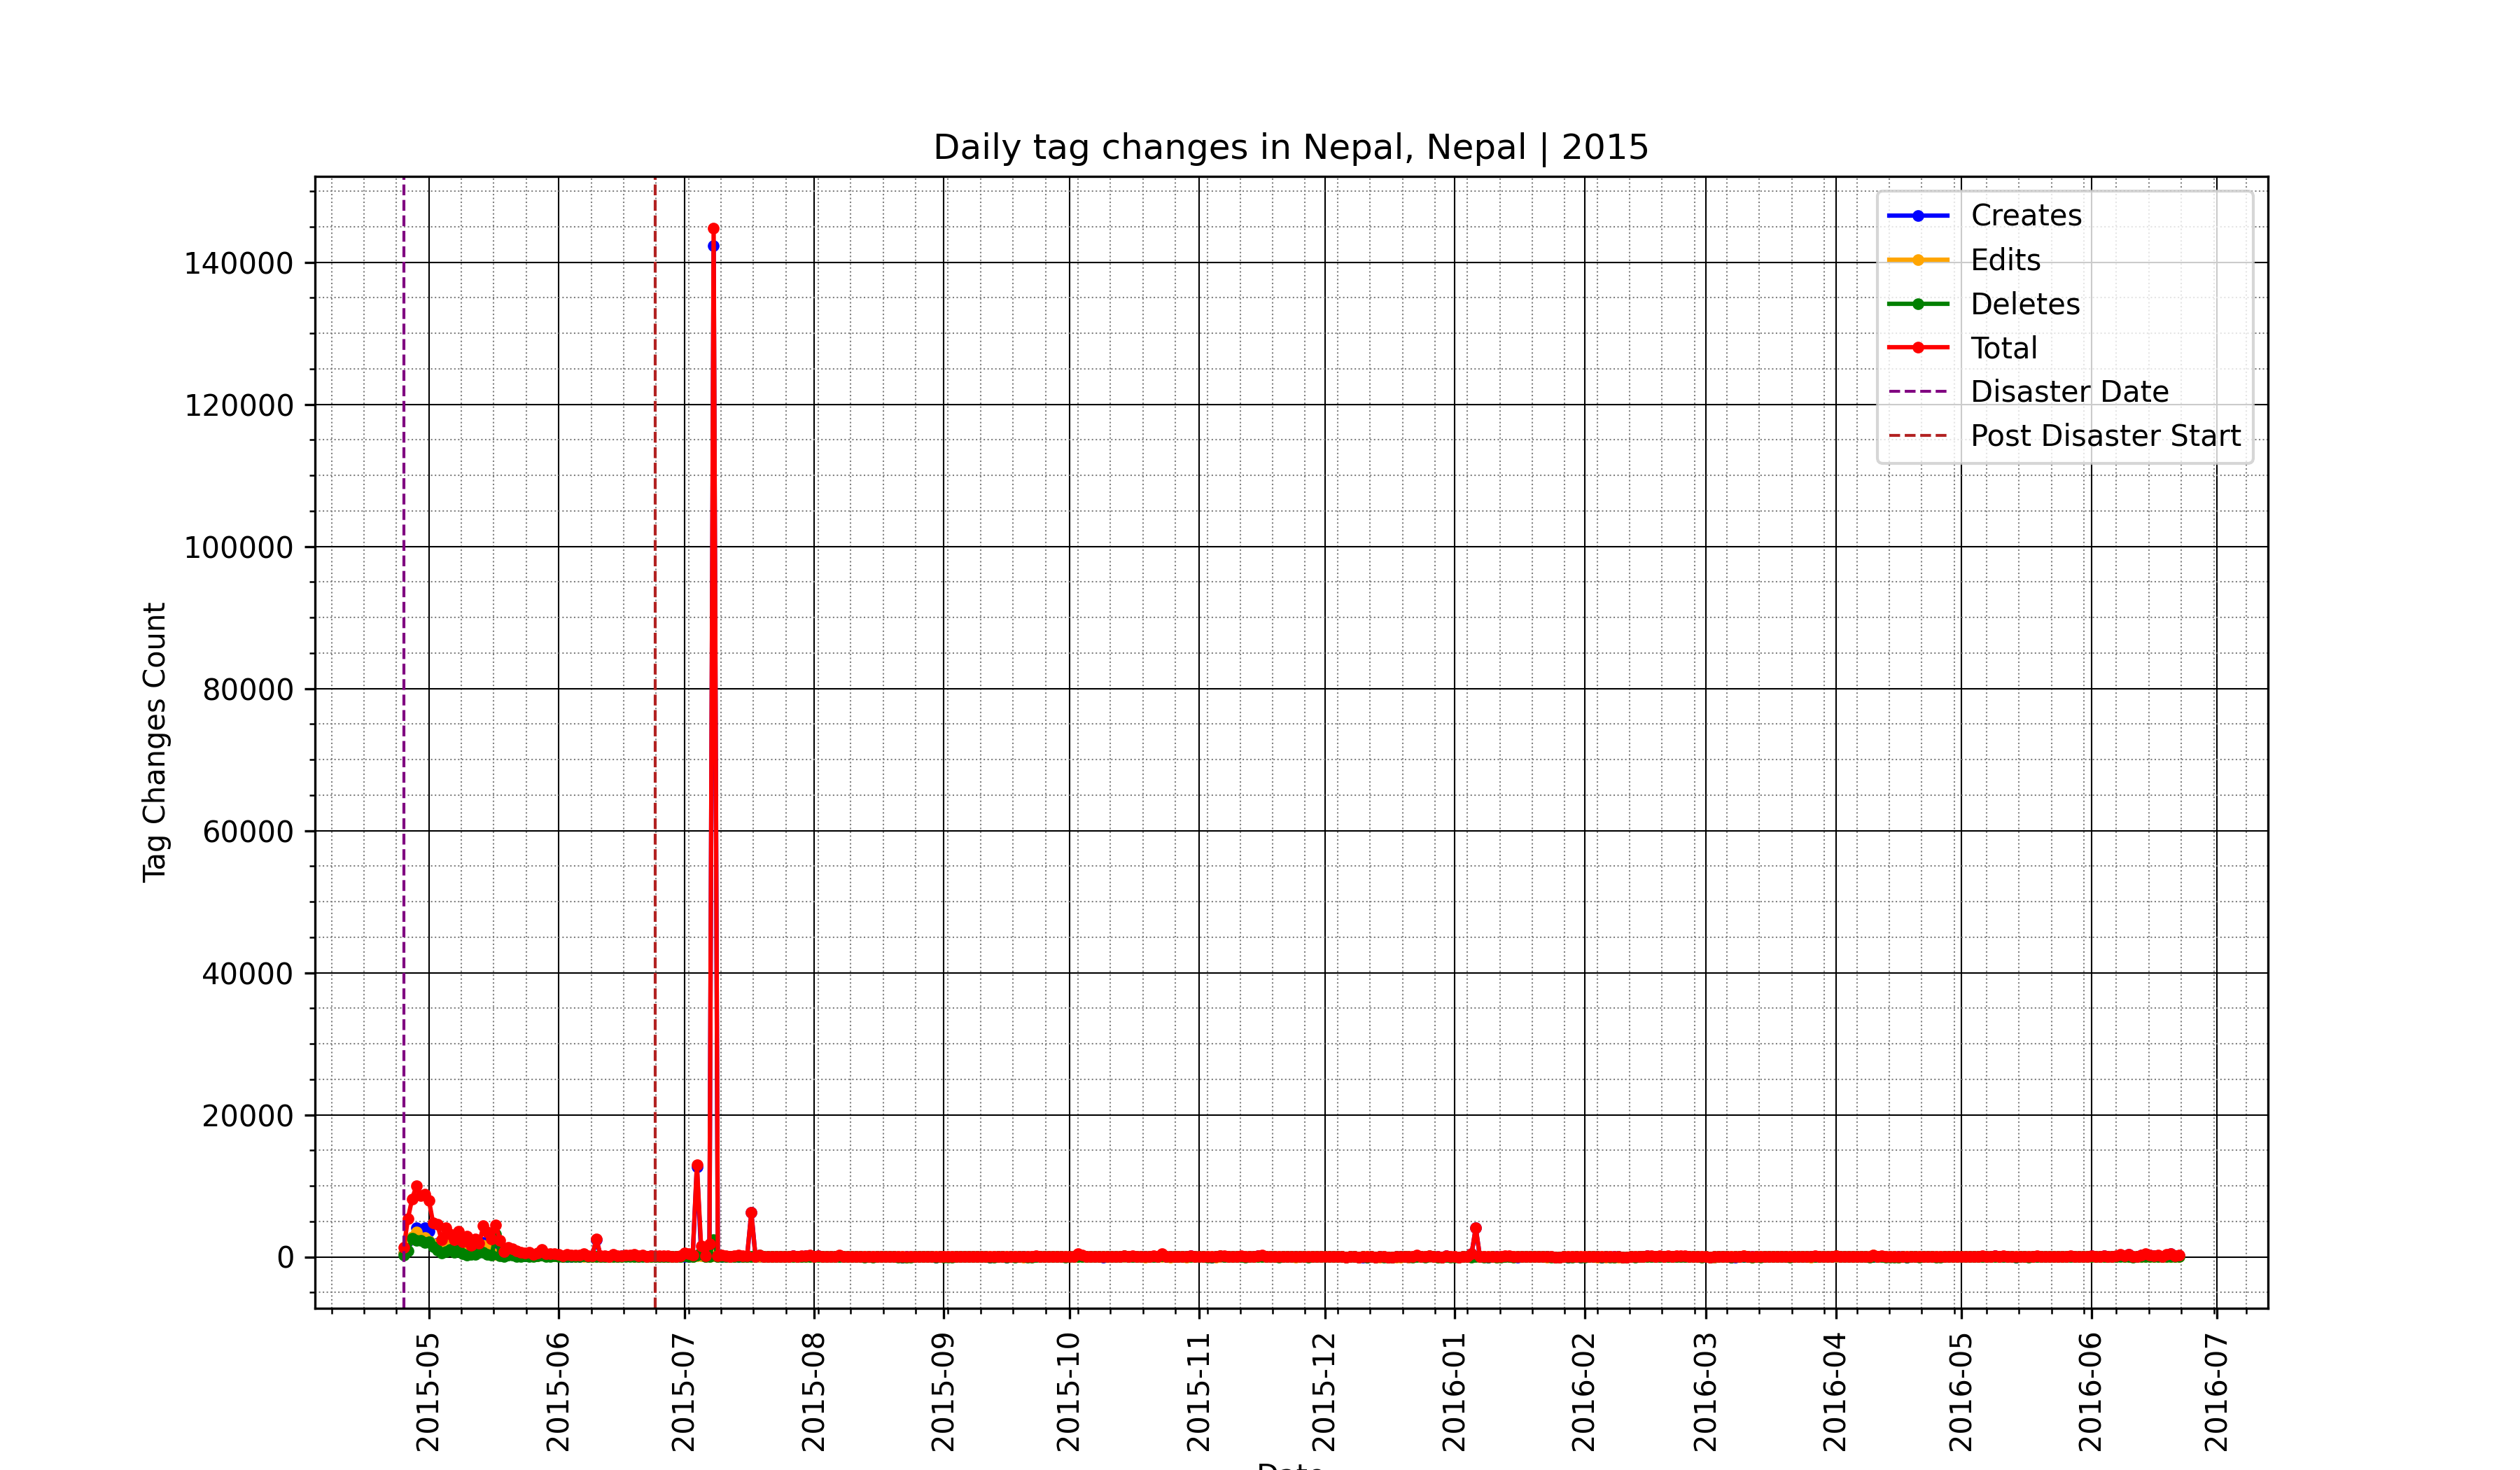 Daily tag changes in Nepal, Nepal | 2015
Creates
Edits
Deletes
Total
Disaster Date
Post Disaster Start
Tag Changes Count
140000
120000
100000
80000
60000
40000
20000
0
2015-05
2015-06
2015-07
2015-08
2015-09
2015-10
2015-11
2015-12
2016-01
2016-02
2016-03
2016-04
2016-05
2016-06
2016-07
Date